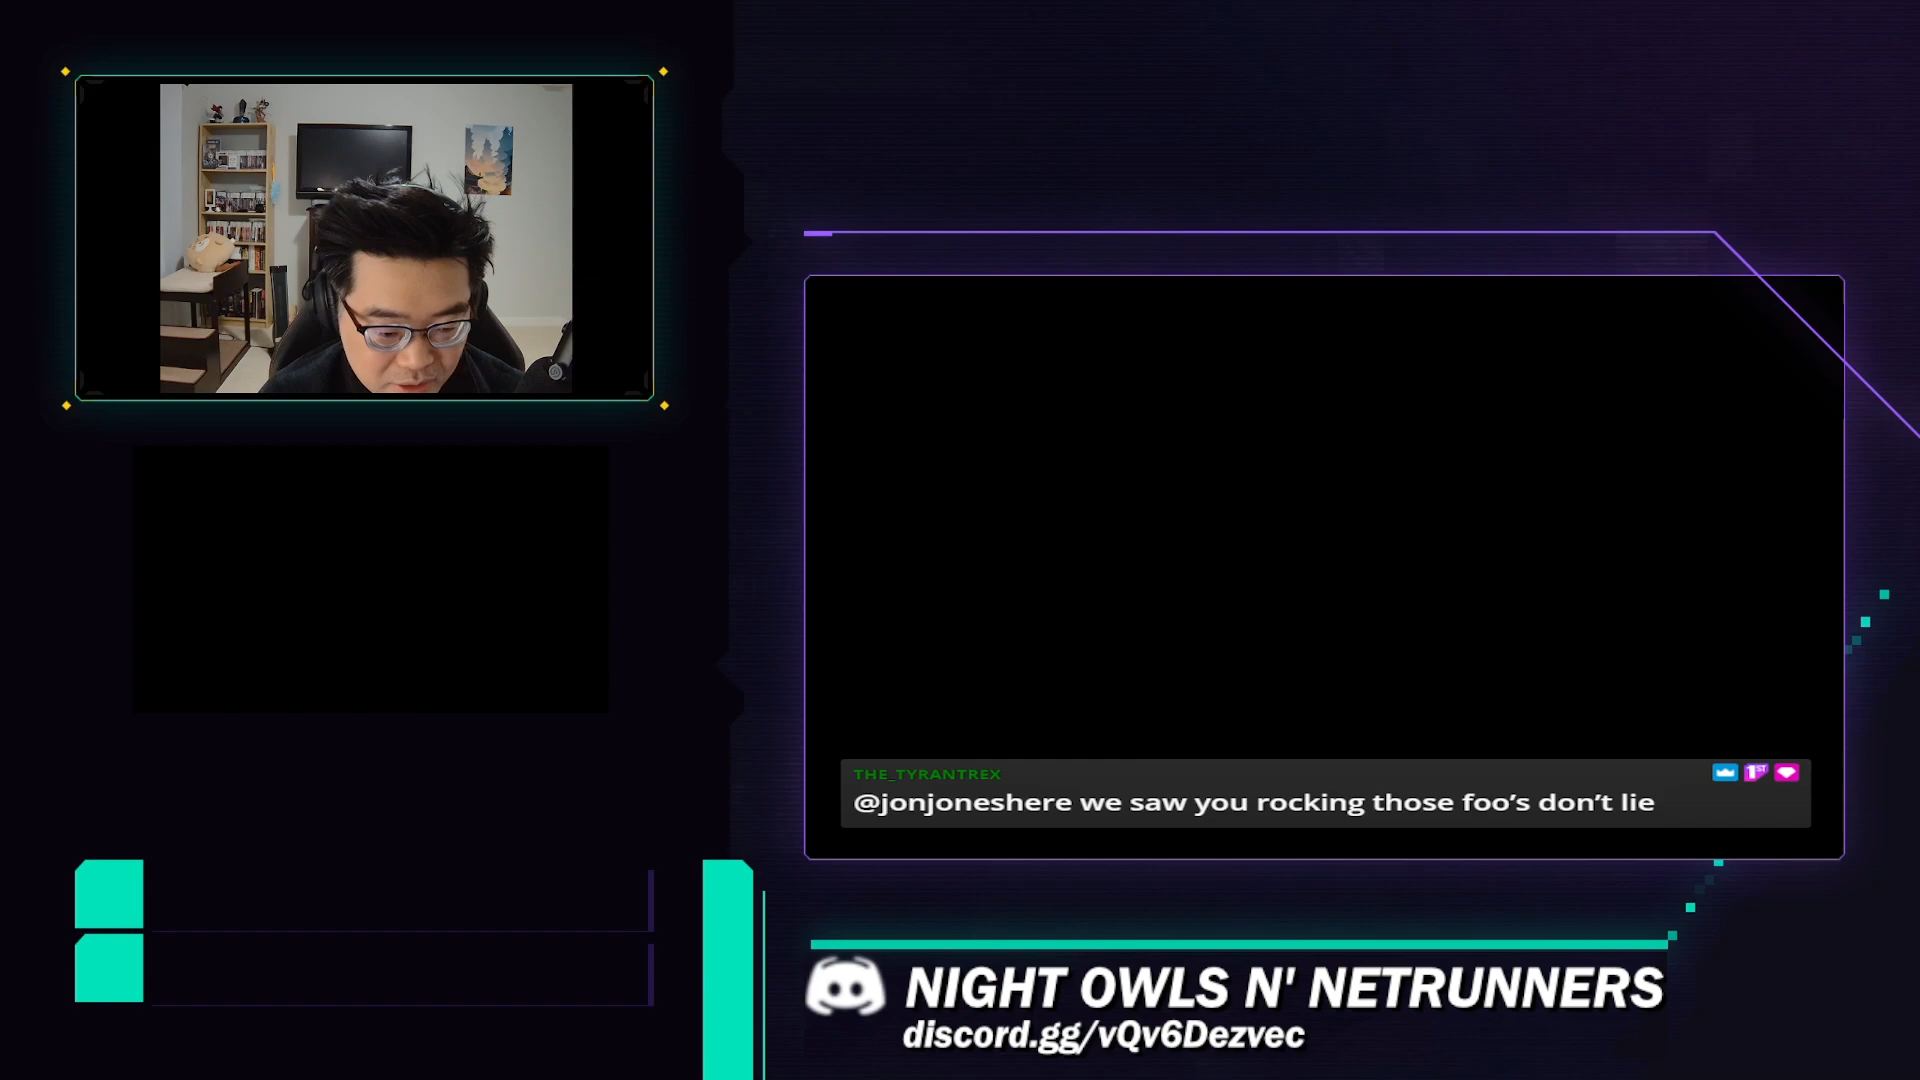 THE_TYRANTREX
@jonjoneshere we saw you rocking those foo’s don’t lie
NIGHT OWLS N' NETRUNNERS
discord.gg/vQv6Dezvec